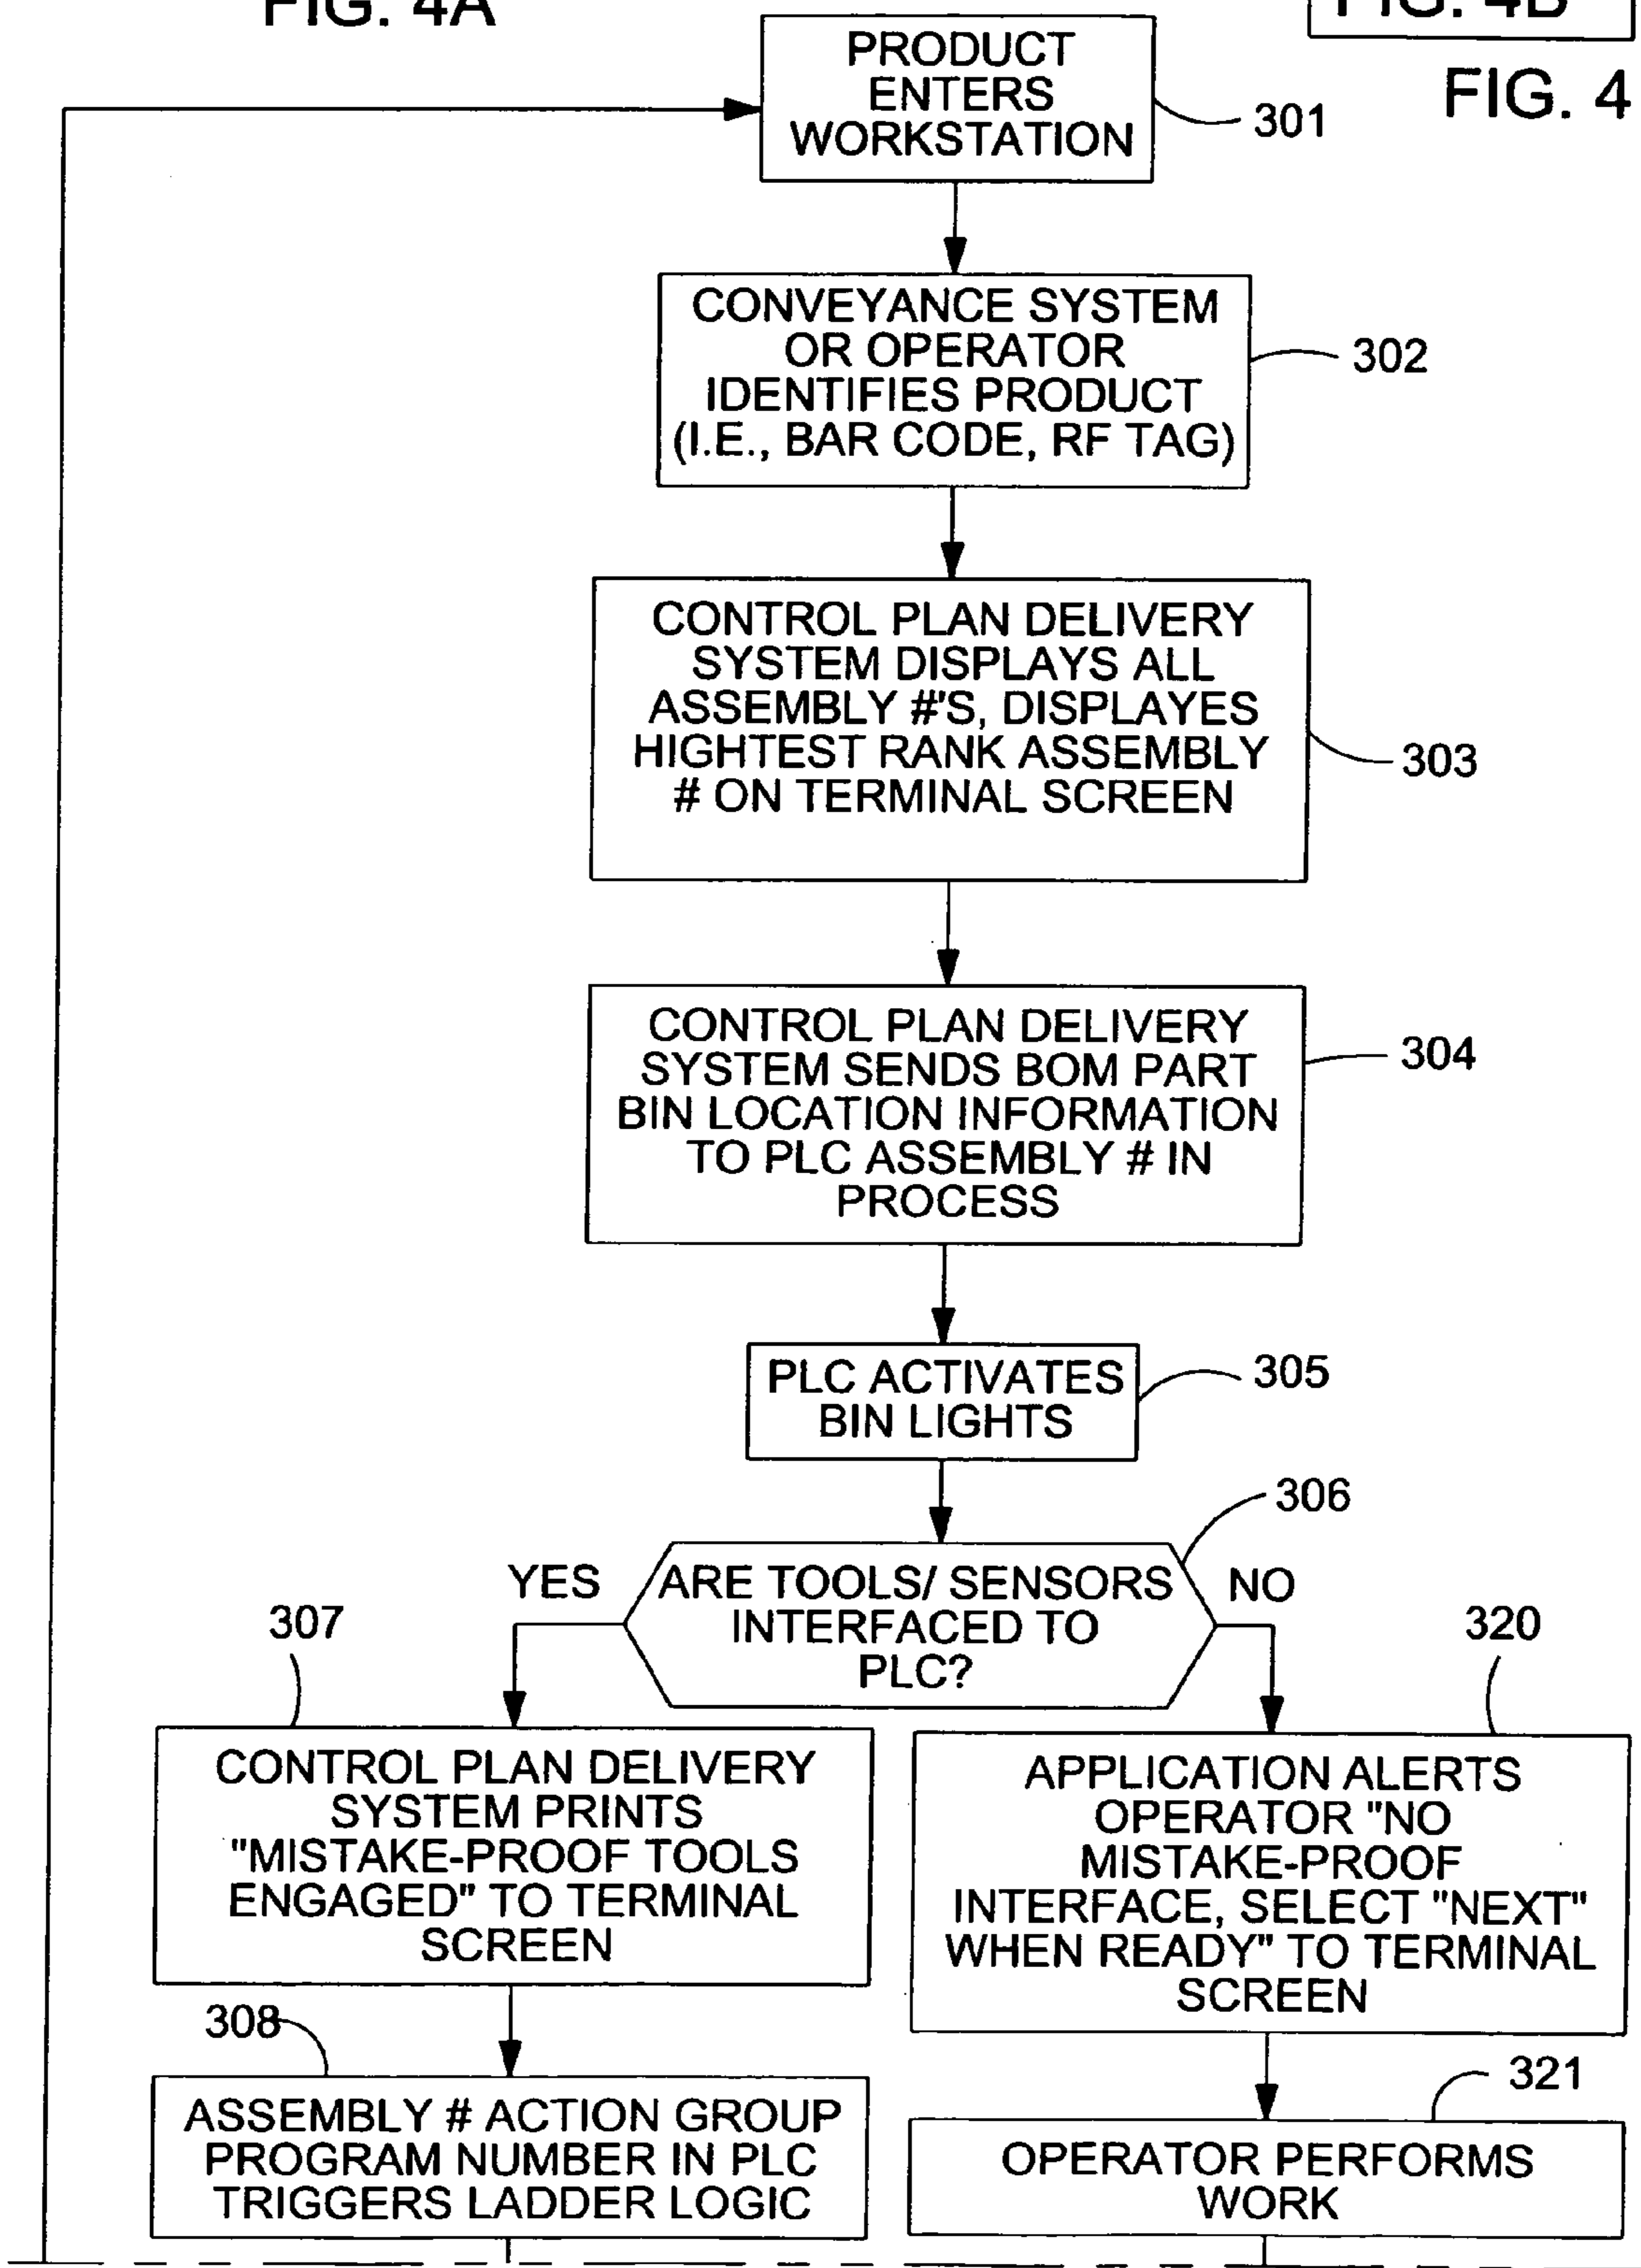 FIG. 4A
FIG. 4B
FIG. 4
PRODUCT
ENTERS
WORKSTATION
301
CONVEYANCE SYSTEM
OR OPERATOR
IDENTIFIES PRODUCT
(I.E., BAR CODE, RF TAG)
302
CONTROL PLAN DELIVERY
SYSTEM DISPLAYS ALL
ASSEMBLY #'S, DISPLAYES
HIGHTEST RANK ASSEMBLY
# ON TERMINAL SCREEN
303
CONTROL PLAN DELIVERY
SYSTEM SENDS BOM PART
BIN LOCATION INFORMATION
TO PLC ASSEMBLY # IN
PROCESS
304
PLC ACTIVATES
BIN LIGHTS
305
306
YES
ARE TOOLS/ SENSORS
INTERFACED TO
PLC?
NO
307
CONTROL PLAN DELIVERY
SYSTEM PRINTS
"MISTAKE-PROOF TOOLS
ENGAGED" TO TERMINAL
SCREEN
320
APPLICATION ALERTS
OPERATOR "NO
MISTAKE-PROOF
INTERFACE, SELECT "NEXT"
WHEN READY" TO TERMINAL
SCREEN
308
ASSEMBLY # ACTION GROUP
PROGRAM NUMBER IN PLC
TRIGGERS LADDER LOGIC
321
OPERATOR PERFORMS
WORK